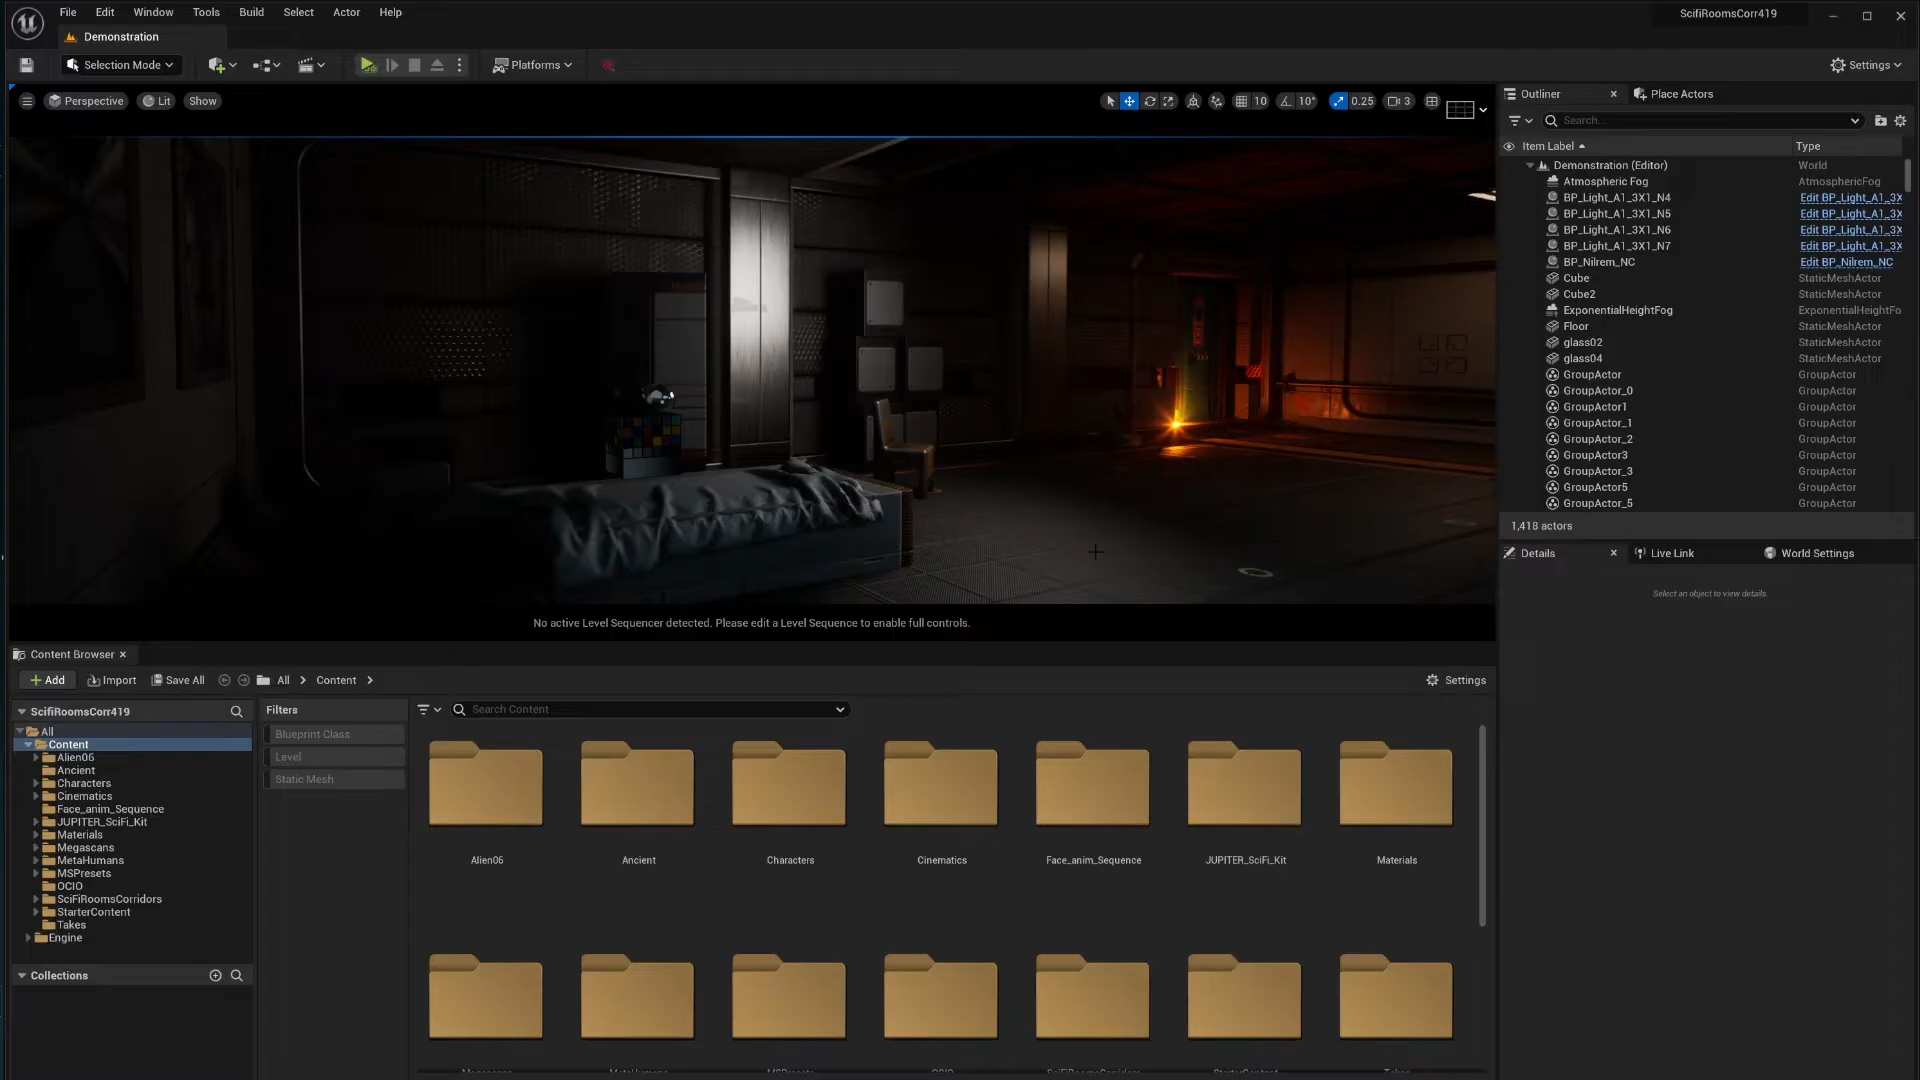 File Edit Window Tools Build Select Actor Help
ScifiRoomsCorr419
Demonstration
Selection Mode
Platforms
Settings
Perspective
Lit
Show
10
10°
0.25
3
No active Level Sequencer detected. Please edit a Level Sequence to enable full controls.
Outliner
Place Actors
Search...
Item Label Type
Demonstration (Editor) World
Atmospheric Fog AtmosphericFog
BP_Light_A1_3X1_N4 Edit BP_Light_A1_3X
BP_Light_A1_3X1_N5 Edit BP_Light_A1_3X
BP_Light_A1_3X1_N6 Edit BP_Light_A1_3X
BP_Light_A1_3X1_N7 Edit BP_Light_A1_3X
BP_Nilrem_NC Edit BP_Nilrem_NC
Cube StaticMeshActor
Cube2 StaticMeshActor
ExponentialHeightFog ExponentialHeightFo
Floor StaticMeshActor
glass02 StaticMeshActor
glass04 StaticMeshActor
GroupActor GroupActor
GroupActor_0 GroupActor
GroupActor1 GroupActor
GroupActor_1 GroupActor
GroupActor_2 GroupActor
GroupActor3 GroupActor
GroupActor_3 GroupActor
GroupActor5 GroupActor
GroupActor_5 GroupActor
1,418 actors
Details
Live Link
World Settings
Select an object to view details.
Content Browser
Add
Import
Save All
All
Content
Settings
ScifiRoomsCorr419
All
Content
Alien06
Ancient
Characters
Cinematics
Face_anim_Sequence
JUPITER_SciFi_Kit
Materials
Megascans
MetaHumans
MSPresets
OCIO
SciFiRoomsCorridors
StarterContent
Takes
Engine
Collections
Filters
Blueprint Class
Level
Static Mesh
Search Content
Alien06
Ancient
Characters
Cinematics
Face_anim_Sequence
JUPITER_SciFi_Kit
Materials